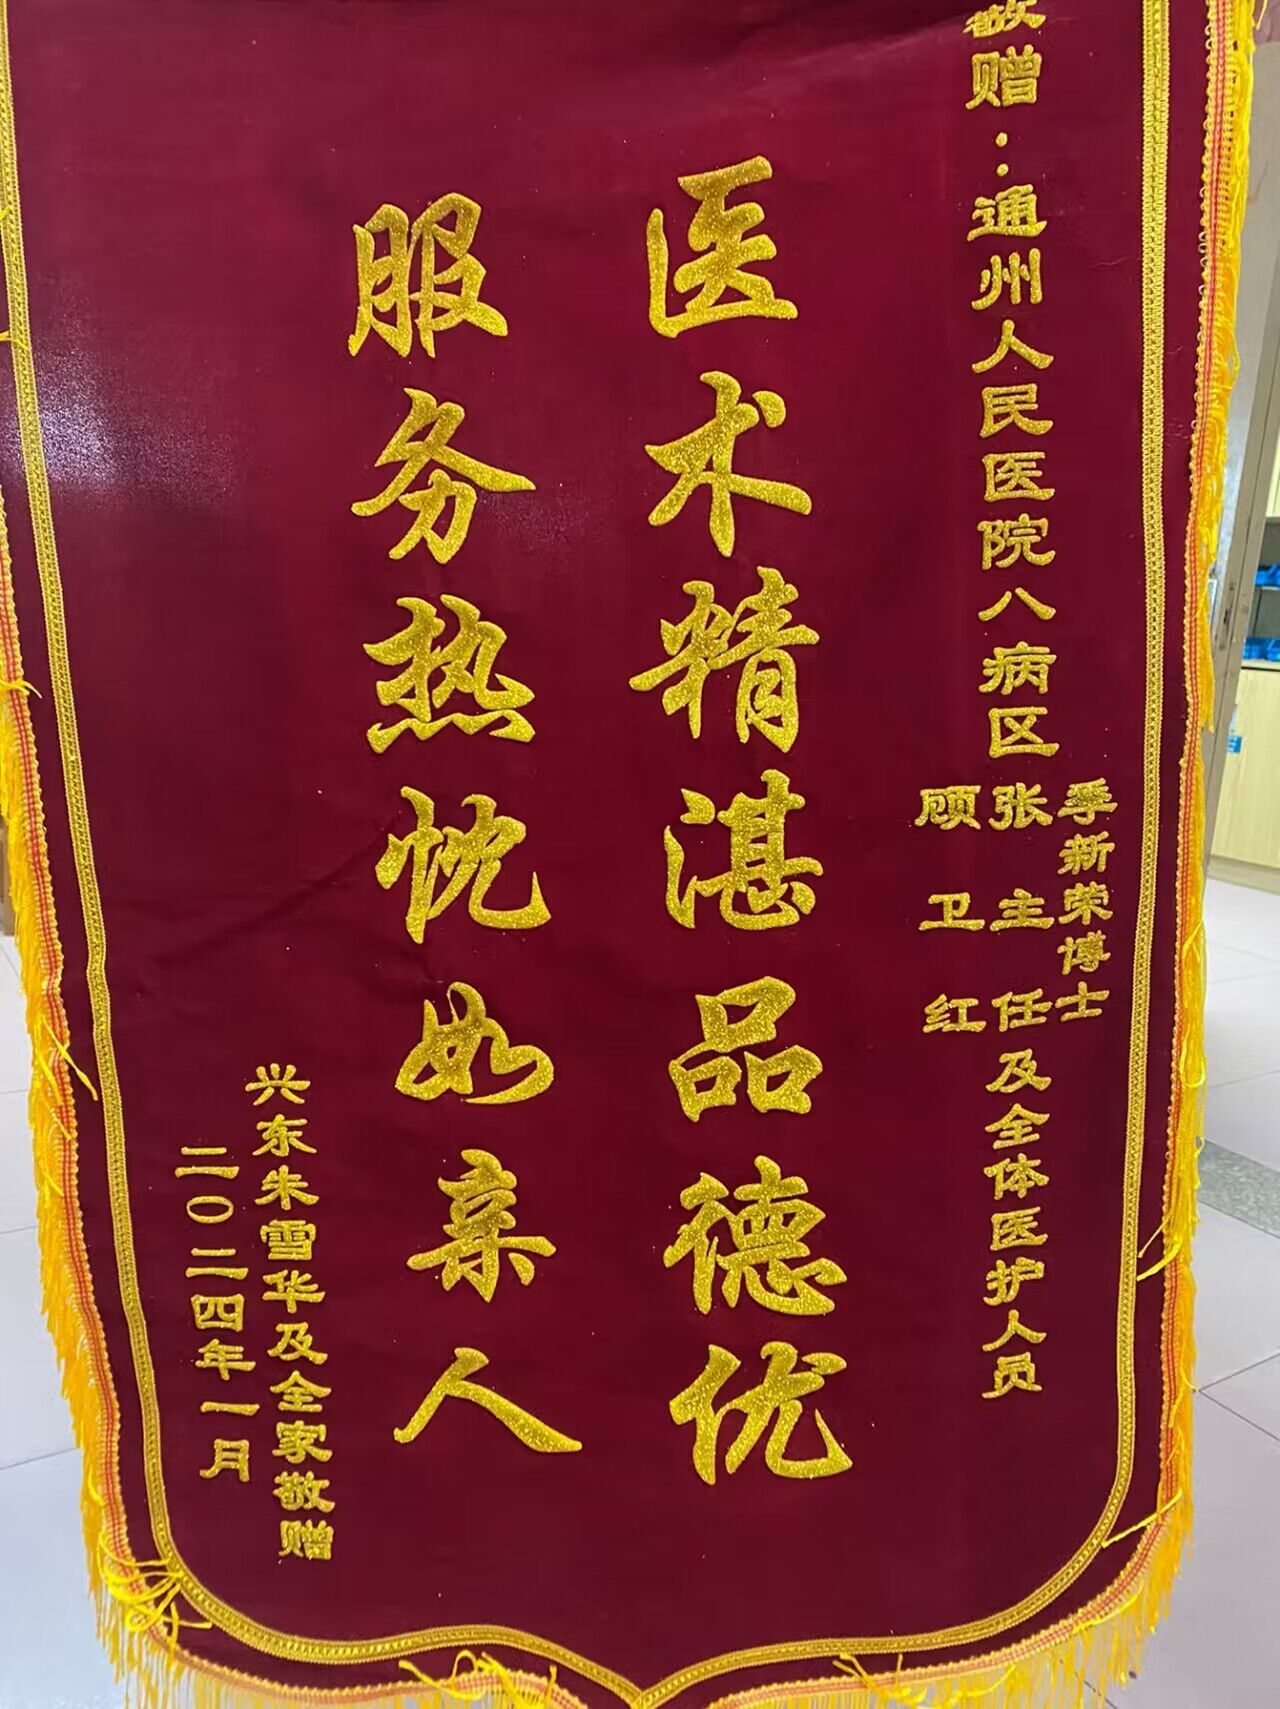 敬赠：通州人民医院八病区
季新荣博士
张主任
顾卫红
及全体医护人员
医术精湛品德优
服务热忱如亲人
兴东朱雪华及全家敬赠
二〇二四年一月